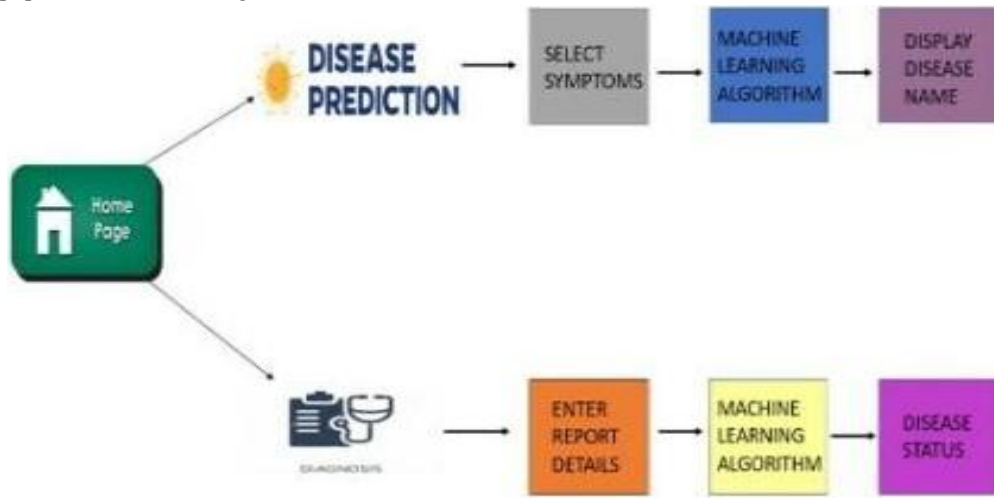 DISEASE
PREDICTION
SELECT
SYMPTOMS
MACHINE
LEARNING
ALGORITHM
DISPLAY
DISEASE
NAME
Home
Page
DIAGNOSIS
ENTER
REPORT
DETAILS
MACHINE
LEARNING
ALGORITHM
DISEASE
STATUS